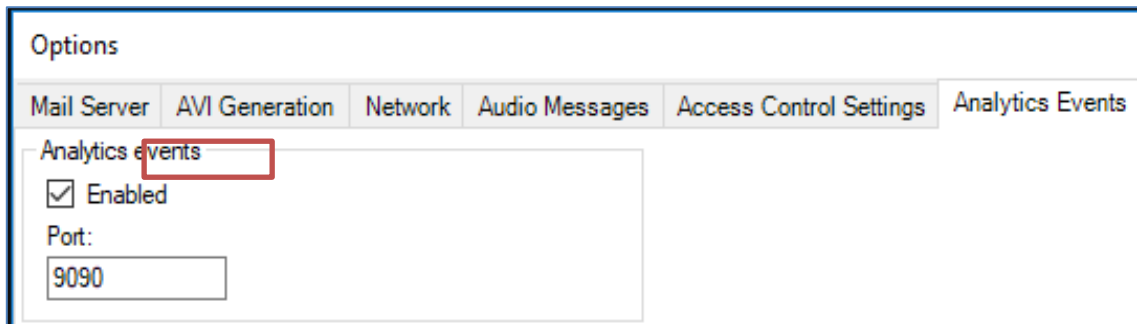 Options
Mail Server AVI Generation Network Audio Messages Access Control Settings Analytics Events
Analytics events
Enabled
Port:
9090